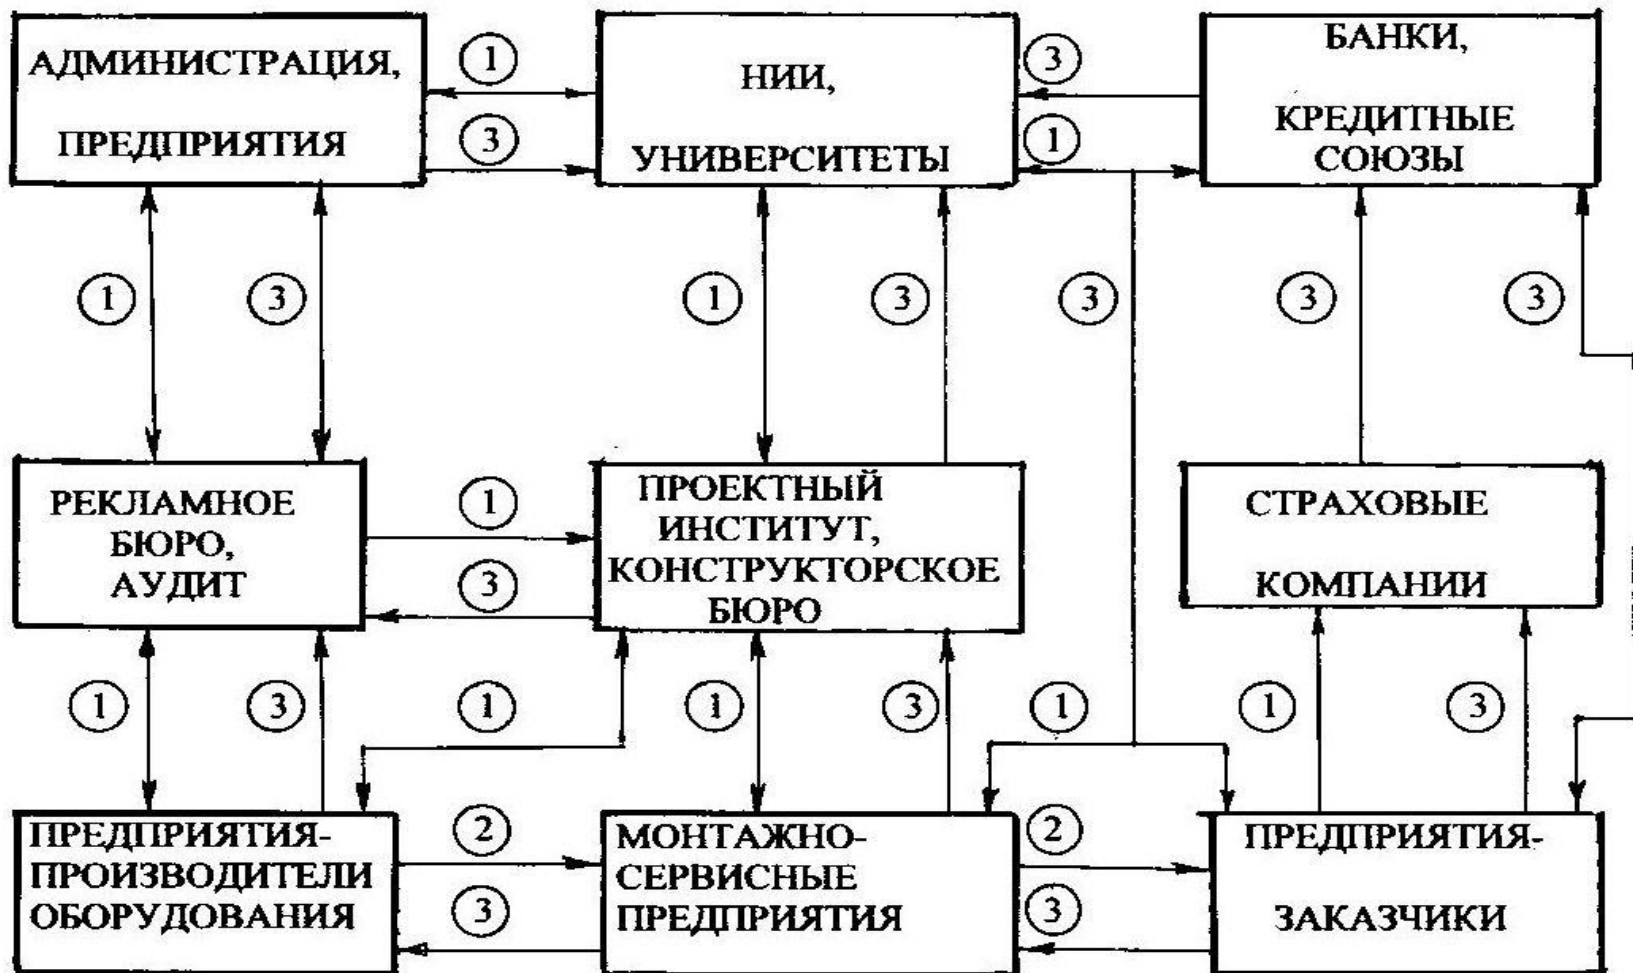 АДМИНИСТРАЦИЯ,
ПРЕДПРИЯТИЯ
1
3
НИИ,
УНИВЕРСИТЕТЫ
3
1
БАНКИ,
КРЕДИТНЫЕ
СОЮЗЫ
1
3
1
3
3
3
3
РЕКЛАМНОЕ
БЮРО,
АУДИТ
1
3
ПРОЕКТНЫЙ
ИНСТИТУТ,
КОНСТРУКТОРСКОЕ
БЮРО
СТРАХОВЫЕ
КОМПАНИИ
1
3
1
1
3
1
1
3
ПРЕДПРИЯТИЯ-
ПРОИЗВОДИТЕЛИ
ОБОРУДОВАНИЯ
2
3
МОНТАЖНО-
СЕРВИСНЫЕ
ПРЕДПРИЯТИЯ
2
3
ПРЕДПРИЯТИЯ-
ЗАКАЗЧИКИ